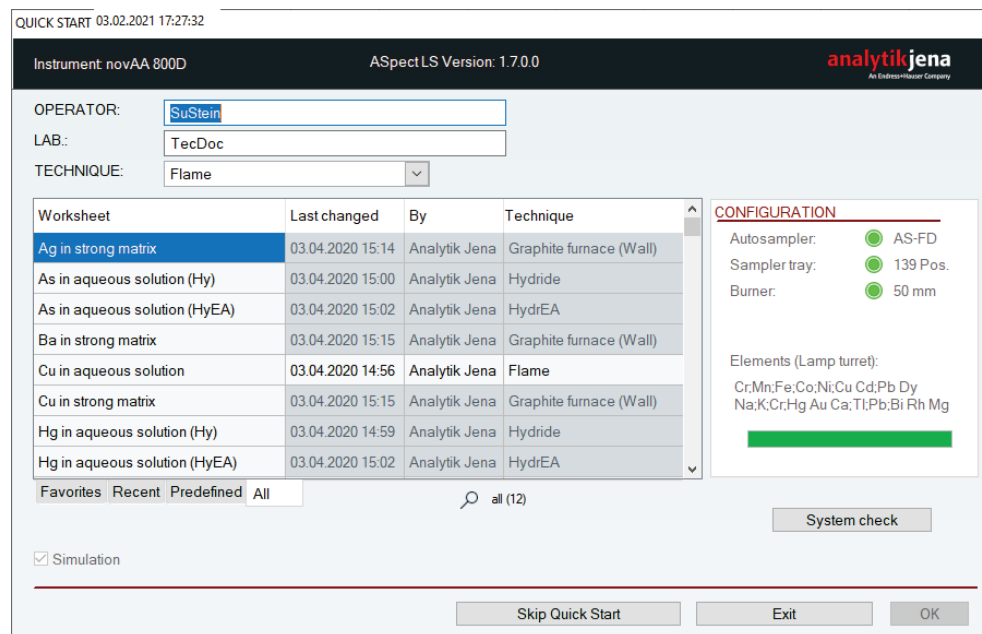 QUICK START 03.02.2021 17:27:32
Instrument: novAA 800D ASpect LS Version: 1.7.0.0 analytikjena
An Endress+Hauser Company
OPERATOR: SuStein
LAB.: TecDoc
TECHNIQUE: Flame
Worksheet Last changed By Technique
Ag in strong matrix 03.04.2020 15:14 Analytik Jena Graphite furnace (Wall)
As in aqueous solution (Hy) 03.04.2020 15:00 Analytik Jena Hydride
As in aqueous solution (HyEA) 03.04.2020 15:02 Analytik Jena HydrEA
Ba in strong matrix 03.04.2020 15:15 Analytik Jena Graphite furnace (Wall)
Cu in aqueous solution 03.04.2020 14:56 Analytik Jena Flame
Cu in strong matrix 03.04.2020 15:15 Analytik Jena Graphite furnace (Wall)
Hg in aqueous solution (Hy) 03.04.2020 14:59 Analytik Jena Hydride
Hg in aqueous solution (HyEA) 03.04.2020 15:02 Analytik Jena HydrEA
Favorites Recent Predefined All
all (12)
CONFIGURATION
Autosampler: AS-FD
Sampler tray: 139 Pos.
Burner: 50 mm
Elements (Lamp turret):
Cr;Mn;Fe;Co;Ni;Cu Cd;Pb Dy
Na;K;Cr;Hg Au Ca;Tl;Pb;Bi Rh Mg
System check
Simulation
Skip Quick Start Exit OK